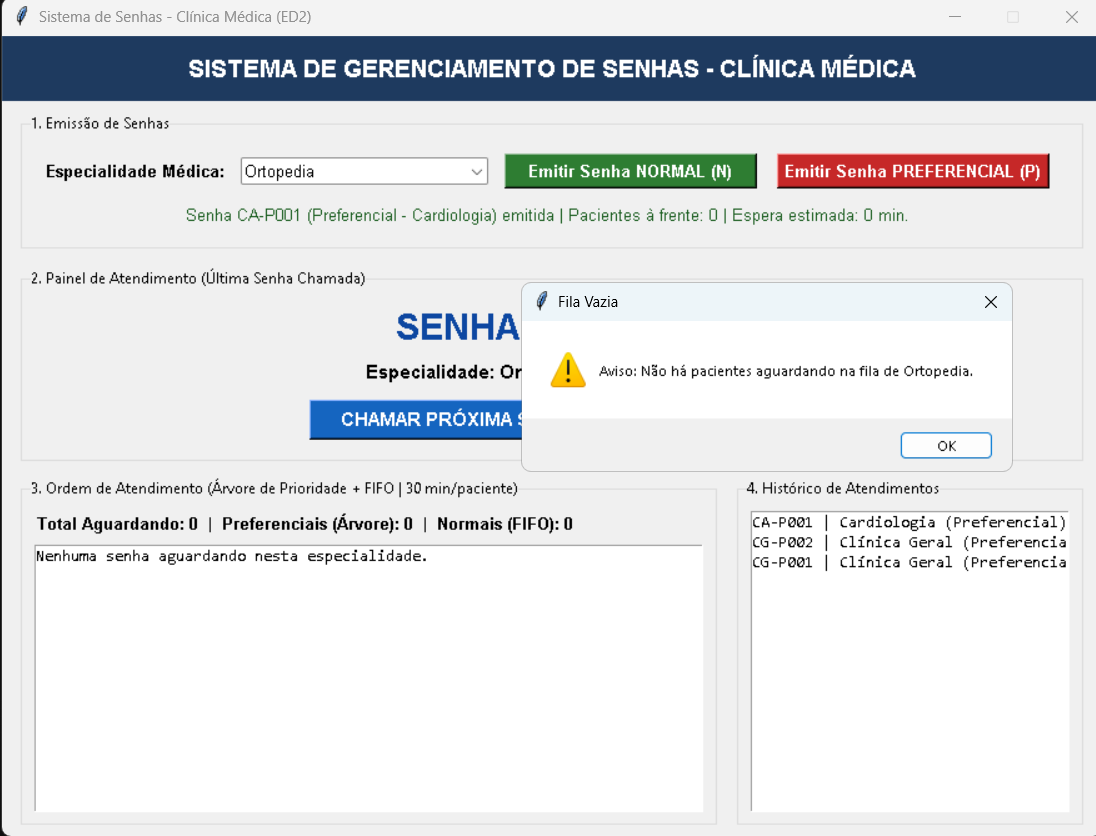 Sistema de Senhas - Clínica Médica (ED2)
SISTEMA DE GERENCIAMENTO DE SENHAS - CLÍNICA MÉDICA
1. Emissão de Senhas
Especialidade Médica: Ortopedia Emitir Senha NORMAL (N) Emitir Senha PREFERENCIAL (P)
Senha CA-P001 (Preferencial - Cardiologia) emitida | Pacientes à frente: 0 | Espera estimada: 0 min.
2. Painel de Atendimento (Última Senha Chamada)
SENHA
Especialidade: Or
CHAMAR PRÓXIMA S
Fila Vazia
Aviso: Não há pacientes aguardando na fila de Ortopedia.
OK
3. Ordem de Atendimento (Árvore de Prioridade + FIFO | 30 min/paciente)
Total Aguardando: 0 | Preferenciais (Árvore): 0 | Normais (FIFO): 0
Nenhuma senha aguardando nesta especialidade.
4. Histórico de Atendimentos
CA-P001 | Cardiologia (Preferencial)
CG-P002 | Clínica Geral (Preferencia
CG-P001 | Clínica Geral (Preferencia